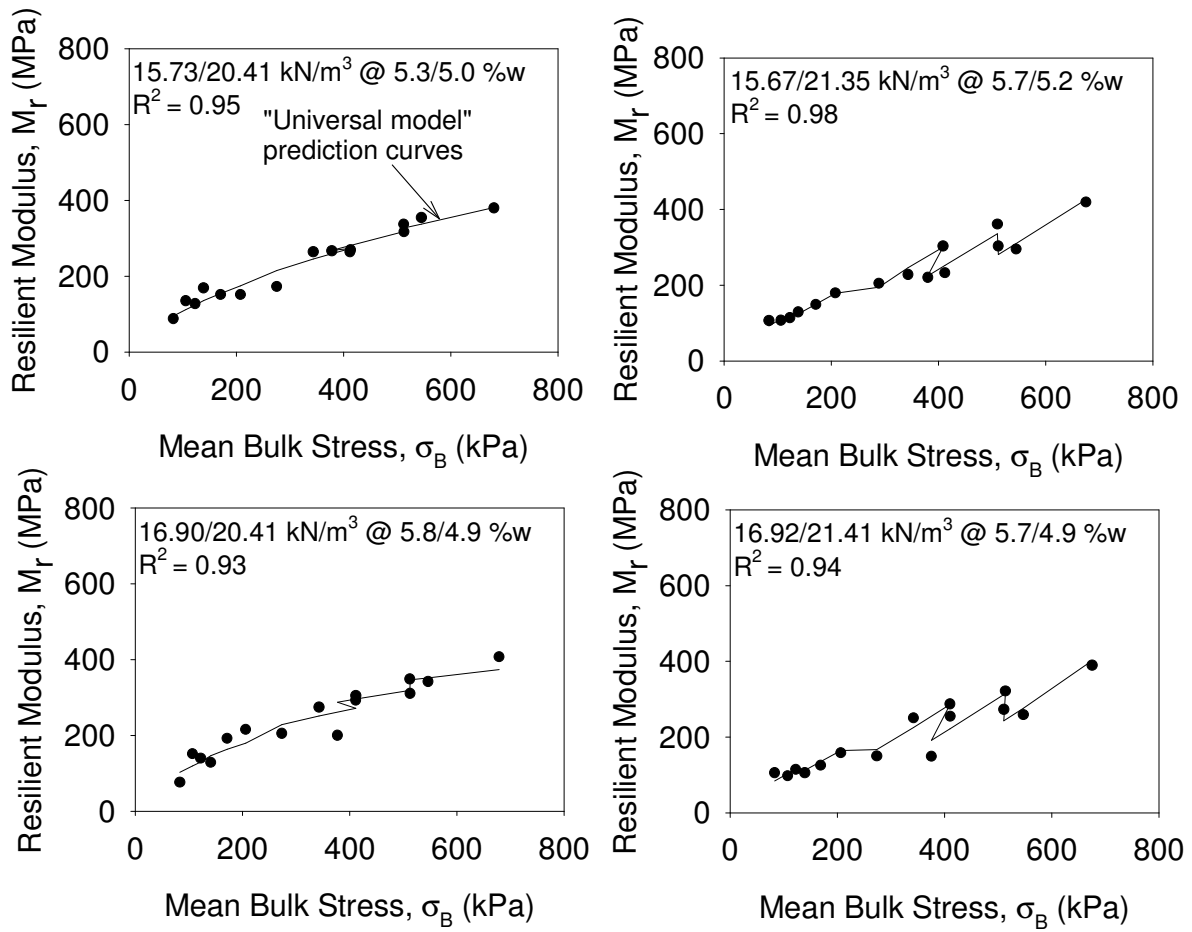 Resilient Modulus, Mr (MPa)
800
600
400
200
0
15.73/20.41 kN/m³ @ 5.3/5.0 %w
R² = 0.95
"Universal model"
prediction curves
0 200 400 600 800
Mean Bulk Stress, σB (kPa)
Resilient Modulus, Mr (MPa)
800
600
400
200
0
15.67/21.35 kN/m³ @ 5.7/5.2 %w
R² = 0.98
0 200 400 600 800
Mean Bulk Stress, σB (kPa)
Resilient Modulus, Mr (MPa)
800
600
400
200
0
16.90/20.41 kN/m³ @ 5.8/4.9 %w
R² = 0.93
0 200 400 600 800
Mean Bulk Stress, σB (kPa)
Resilient Modulus, Mr (MPa)
800
600
400
200
0
16.92/21.41 kN/m³ @ 5.7/4.9 %w
R² = 0.94
0 200 400 600 800
Mean Bulk Stress, σB (kPa)